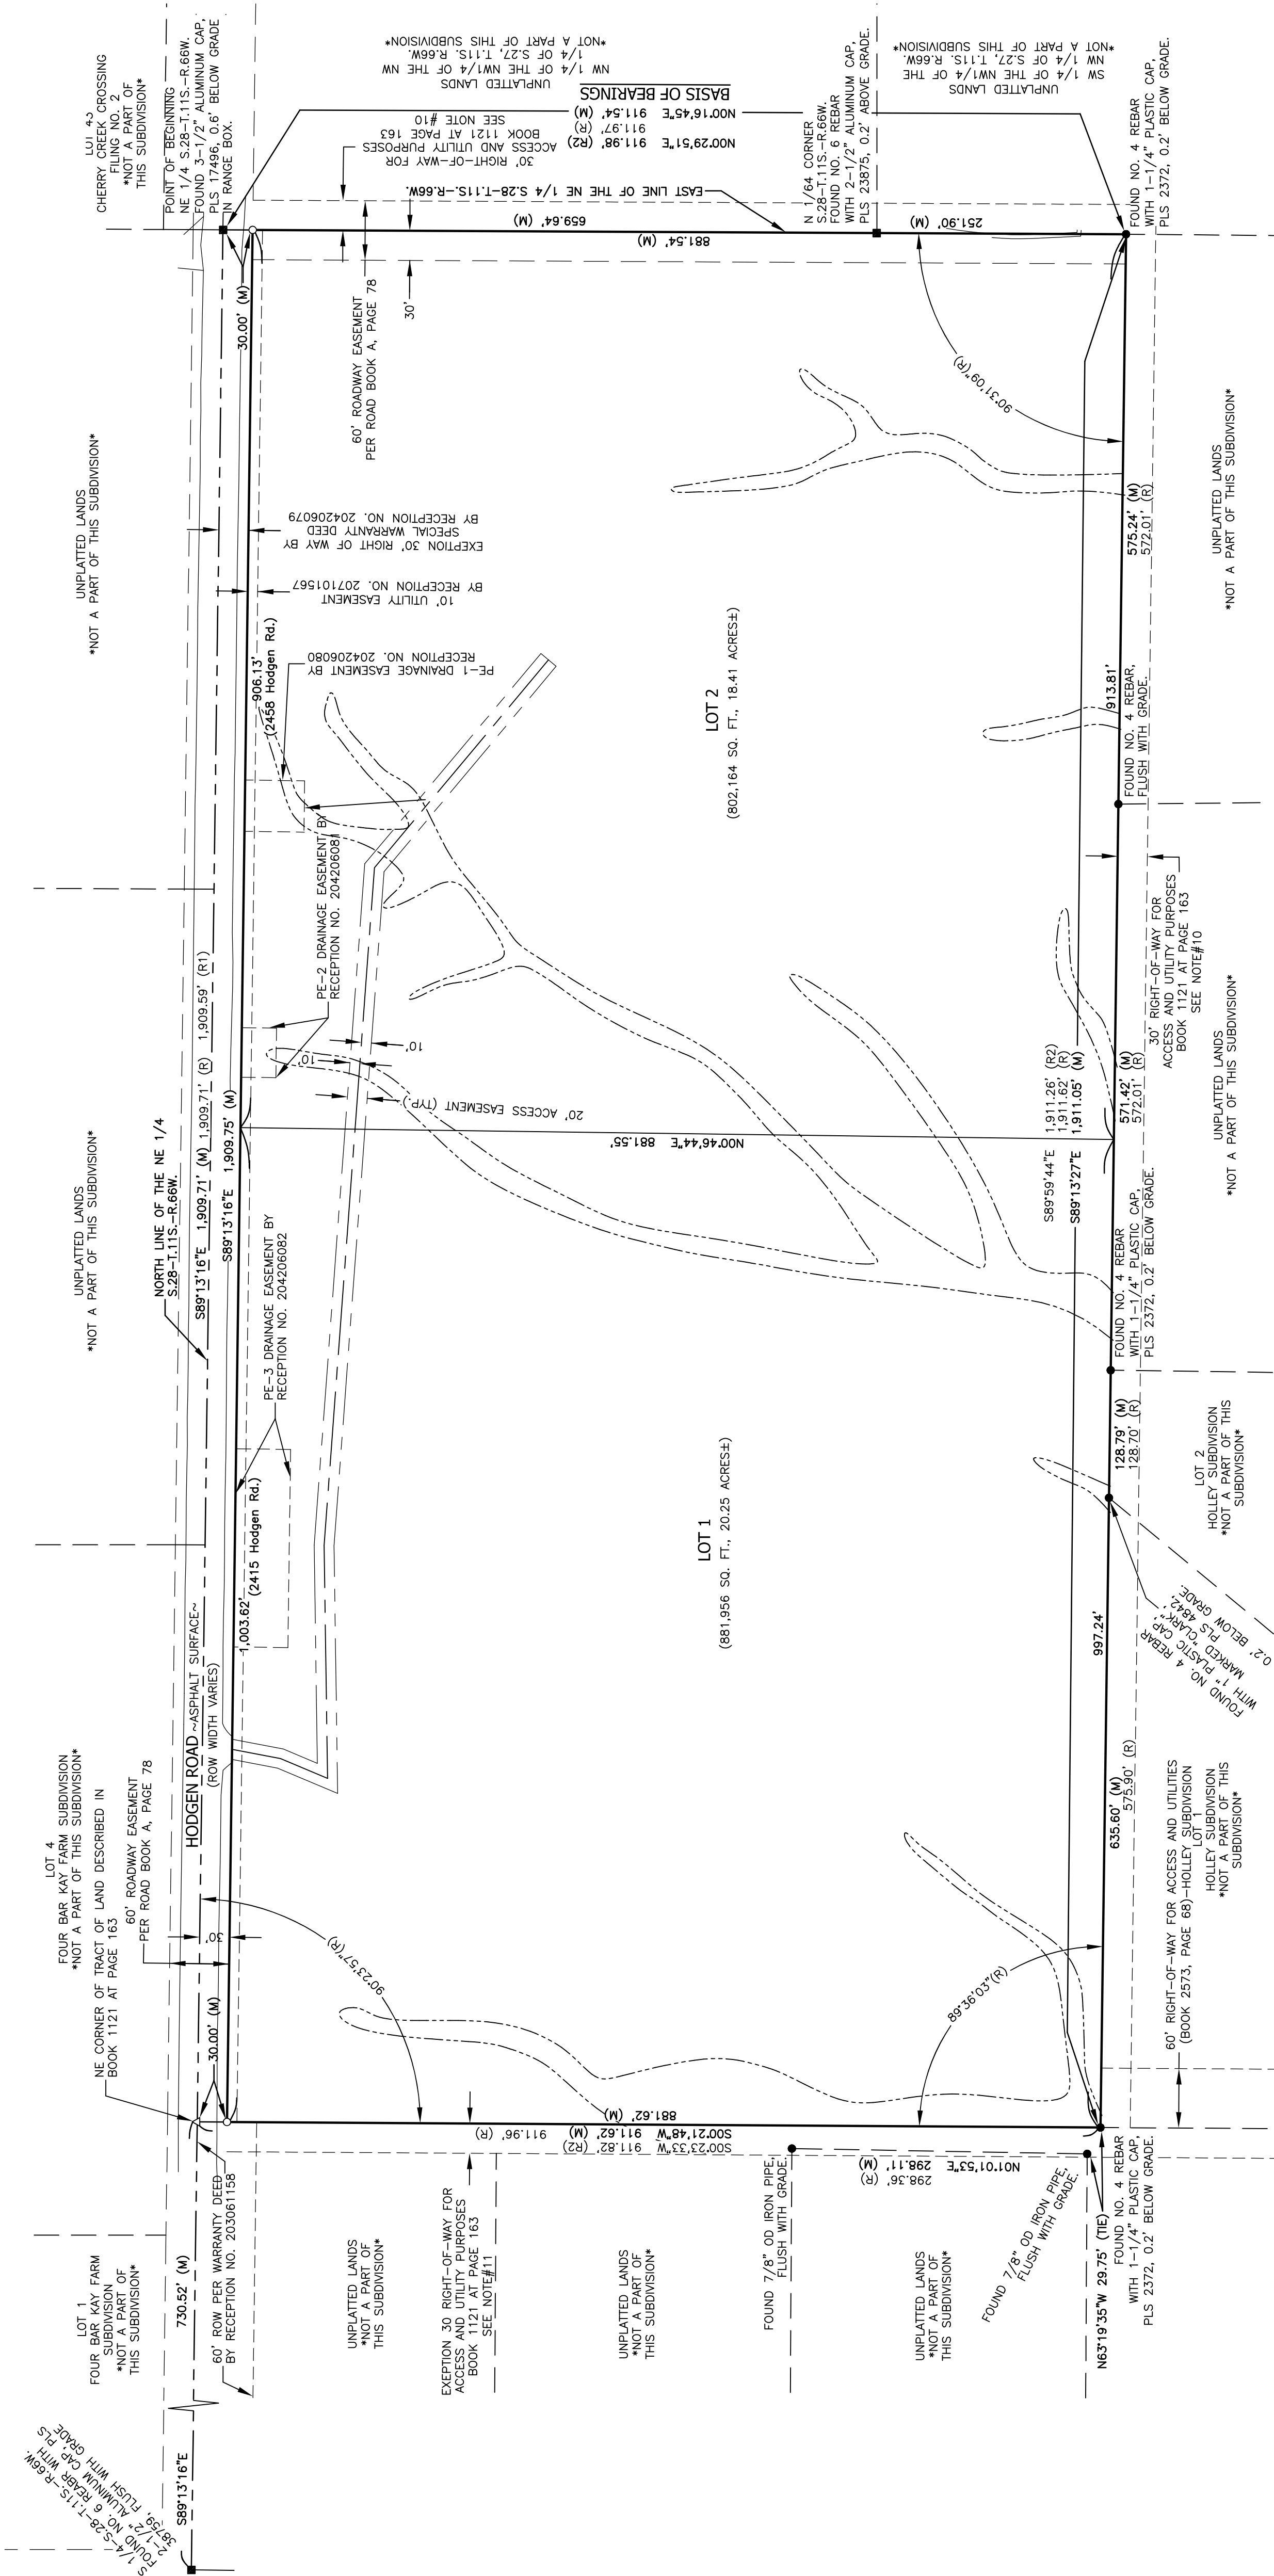 LOT 43
CHERRY CREEK CROSSING
FILING NO. 2
*NOT A PART OF
THIS SUBDIVISION*
POINT OF BEGINNING
NE 1/4 S.28-T.11S.-R.66W.
FOUND 3-1/2" ALUMINUM CAP,
PLS 17496, 0.6' BELOW GRADE
IN RANGE BOX.
UNPLATTED LANDS
NW 1/4 OF THE NW1/4 OF THE NW
1/4 OF S.27, T.11S. R.66W.
*NOT A PART OF THIS SUBDIVISION*
BASIS OF BEARINGS
N00°16'45"E 911.54' (M)
911.97' (R)
N00°29'51"E 911.98' (R2)
30' RIGHT-OF-WAY FOR
ACCESS AND UTILITY PURPOSES
BOOK 1121 AT PAGE 163
SEE NOTE #10
EAST LINE OF THE NE 1/4 S.28-T.11S.-R.66W.
N 1/64 CORNER
S.28-T.11S.-R.66W.
FOUND NO. 6 REBAR
WITH 2-1/2" ALUMINUM CAP,
PLS 23875, 0.2' ABOVE GRADE.
UNPLATTED LANDS
SW 1/4 OF THE NW1/4 OF THE
NW 1/4 OF S.27, T.11S. R.66W.
*NOT A PART OF THIS SUBDIVISION*
FOUND NO. 4 REBAR
WITH 1-1/4" PLASTIC CAP,
PLS 2372, 0.2' BELOW GRADE.
659.64' (M)
881.54' (M)
251.90' (M)
30.00' (M)
60' ROADWAY EASEMENT
PER ROAD BOOK A, PAGE 78
30'
90°31'09"(R)
UNPLATTED LANDS
*NOT A PART OF THIS SUBDIVISION*
EXEPTION 30' RIGHT OF WAY BY
SPECIAL WARRANTY DEED
BY RECEPTION NO. 204206079
10' UTILITY EASEMENT
BY RECEPTION NO. 207101567
PE-1 DRAINAGE EASEMENT BY
RECEPTION NO. 204206080
906.13'
(2458 Hodgen Rd.)
LOT 2
(802,164 SQ. FT., 18.41 ACRES±)
575.24' (M)
572.01' (R)
UNPLATTED LANDS
*NOT A PART OF THIS SUBDIVISION*
913.81'
FOUND NO. 4 REBAR,
FLUSH WITH GRADE.
PE-2 DRAINAGE EASEMENT BY
RECEPTION NO. 204206081
10'
10'
20' ACCESS EASEMENT (TYP.)
S89°13'16"E 1,909.71' (M) 1,909.71' (R) 1,909.59' (R1)
S89°13'16"E 1,909.75' (M)
N00°46'44"E 881.55'
S89°59'44"E 1,911.26' (R2)
1,911.62' (R)
S89°13'27"E 1,911.05' (M)
571.42' (M)
572.01' (R)
30' RIGHT-OF-WAY FOR
ACCESS AND UTILITY PURPOSES
BOOK 1121 AT PAGE 163
SEE NOTE#10
UNPLATTED LANDS
*NOT A PART OF THIS SUBDIVISION*
UNPLATTED LANDS
*NOT A PART OF THIS SUBDIVISION*
NORTH LINE OF THE NE 1/4
S.28-T.11S.-R.66W.
PE-3 DRAINAGE EASEMENT BY
RECEPTION NO. 204206082
FOUND NO. 4 REBAR
WITH 1-1/4" PLASTIC CAP,
PLS 2372, 0.2' BELOW GRADE.
1,003.62'
(2415 Hodgen Rd.)
LOT 1
(881,956 SQ. FT., 20.25 ACRES±)
128.79' (M)
128.70' (R)
LOT 2
HOLLEY SUBDIVISION
*NOT A PART OF THIS
SUBDIVISION*
FOUND NO. 4 REBAR
WITH 1" PLASTIC CAP,
MARKED "CLARK",
PLS 4842,
0.2' BELOW GRADE.
997.24'
HODGEN ROAD ~ASPHALT SURFACE~
(ROW WIDTH VARIES)
LOT 4
FOUR BAR KAY FARM SUBDIVISION
*NOT A PART OF THIS SUBDIVISION*
NE CORNER OF TRACT OF LAND DESCRIBED IN
BOOK 1121 AT PAGE 163
60' ROADWAY EASEMENT
PER ROAD BOOK A, PAGE 78
30'
30.00' (M)
90°23'57"(R)
89°36'03"(R)
635.60' (M)
575.90' (R)
60' RIGHT-OF-WAY FOR ACCESS AND UTILITIES
(BOOK 2573, PAGE 68)-HOLLEY SUBDIVISION
LOT 1
HOLLEY SUBDIVISION
*NOT A PART OF THIS
SUBDIVISION*
881.62' (M)
S00°21'48"W 911.62' (M) 911.96' (R)
S00°23'33"W 911.82' (R2)
LOT 1
FOUR BAR KAY FARM
SUBDIVISION
*NOT A PART OF
THIS SUBDIVISION*
730.52' (M)
60' ROW PER WARRANTY DEED
BY RECEPTION NO. 203061158
UNPLATTED LANDS
*NOT A PART OF
THIS SUBDIVISION*
EXEPTION 30 RIGHT-OF-WAY FOR
ACCESS AND UTILITY PURPOSES
BOOK 1121 AT PAGE 163
SEE NOTE#11
UNPLATTED LANDS
*NOT A PART OF
THIS SUBDIVISION*
FOUND 7/8" OD IRON PIPE,
FLUSH WITH GRADE.
298.36' (R)
N01°01'53"E 298.11' (M)
UNPLATTED LANDS
*NOT A PART OF
THIS SUBDIVISION*
FOUND 7/8" OD IRON PIPE,
FLUSH WITH GRADE.
N63°19'35"W 29.75' (TIE)
FOUND NO. 4 REBAR
WITH 1-1/4" PLASTIC CAP,
PLS 2372, 0.2' BELOW GRADE.
S 1/4-S.28-T.11S.-R.66W.
FOUND NO. 6 REABR WITH
2-1/2" ALUMINUM CAP, PLS
38759, FLUSH WITH GRADE
S89°13'16"E